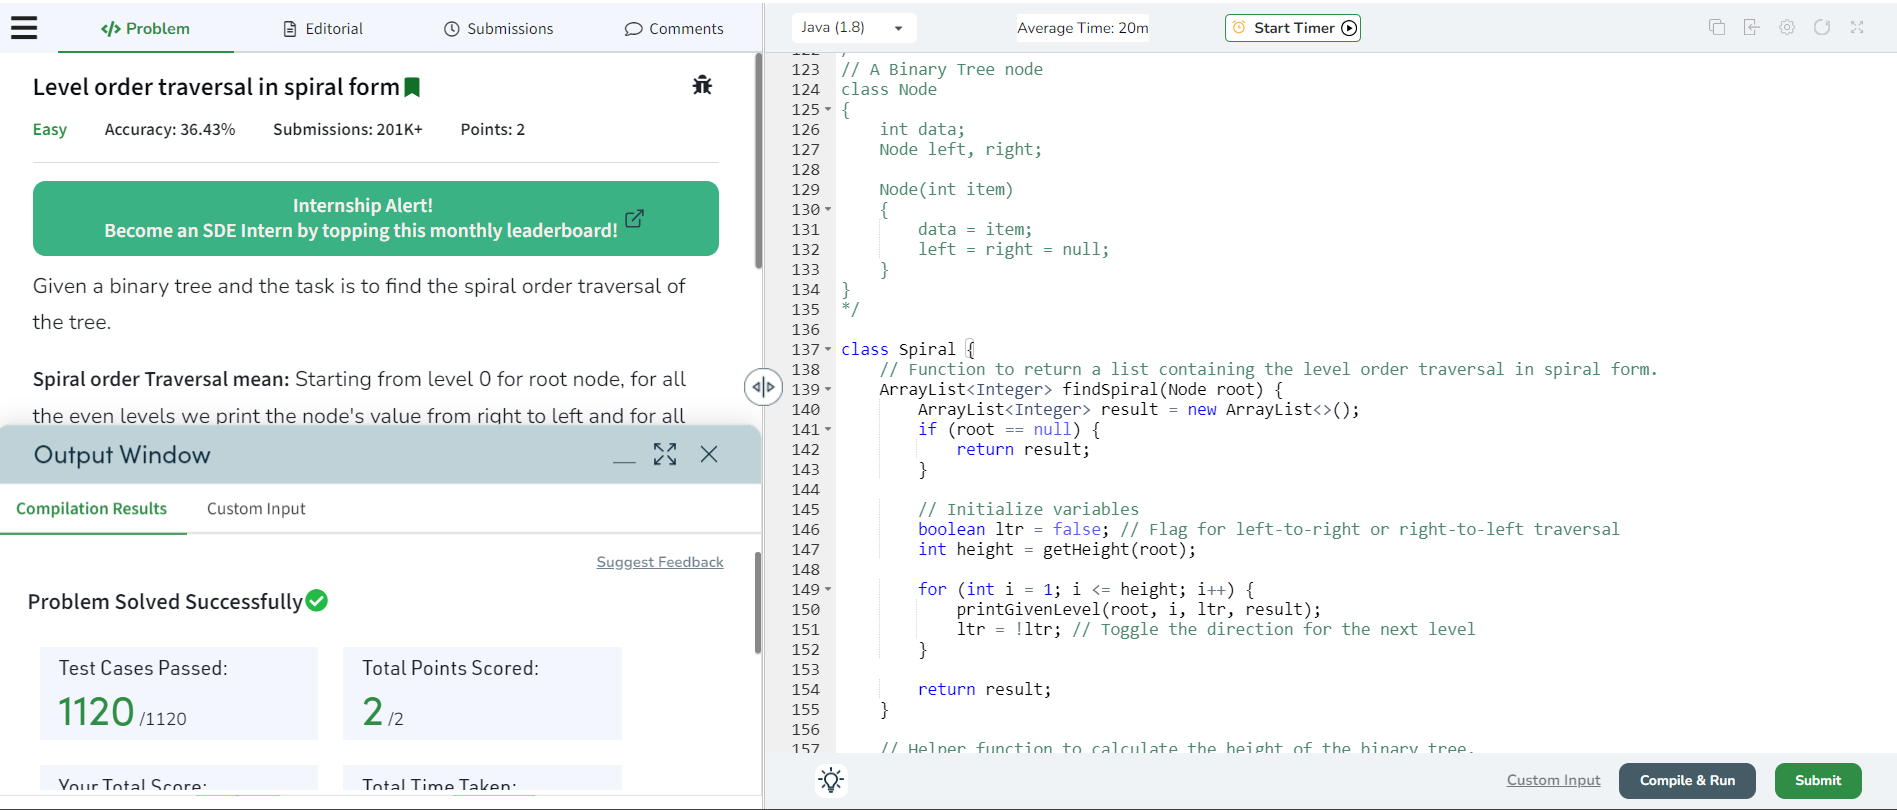 Problem
Editorial
Submissions
Comments
Level order traversal in spiral form
Easy Accuracy: 36.43% Submissions: 201K+ Points: 2
Internship Alert!
Become an SDE Intern by topping this monthly leaderboard!
Given a binary tree and the task is to find the spiral order traversal of
the tree.
Spiral order Traversal mean: Starting from level 0 for root node, for all
the even levels we print the node's value from right to left and for all
Output Window
Compilation Results Custom Input
Suggest Feedback
Problem Solved Successfully
Test Cases Passed:
1120 /1120
Total Points Scored:
2 /2
Your Total Score:
Total Time Taken:
Java (1.8)
Average Time: 20m
Start Timer
123 // A Binary Tree node
124 class Node
125 {
126 int data;
127 Node left, right;
128
129 Node(int item)
130 {
131 data = item;
132 left = right = null;
133 }
134 }
135 */
136
137 class Spiral {
138 // Function to return a list containing the level order traversal in spiral form.
139 ArrayList<Integer> findSpiral(Node root) {
140 ArrayList<Integer> result = new ArrayList<>();
141 if (root == null) {
142 return result;
143 }
144
145 // Initialize variables
146 boolean ltr = false; // Flag for left-to-right or right-to-left traversal
147 int height = getHeight(root);
148
149 for (int i = 1; i <= height; i++) {
150 printGivenLevel(root, i, ltr, result);
151 ltr = !ltr; // Toggle the direction for the next level
152 }
153
154 return result;
155 }
156
157 // Helper function to calculate the height of the binary tree.
Custom Input
Compile & Run
Submit